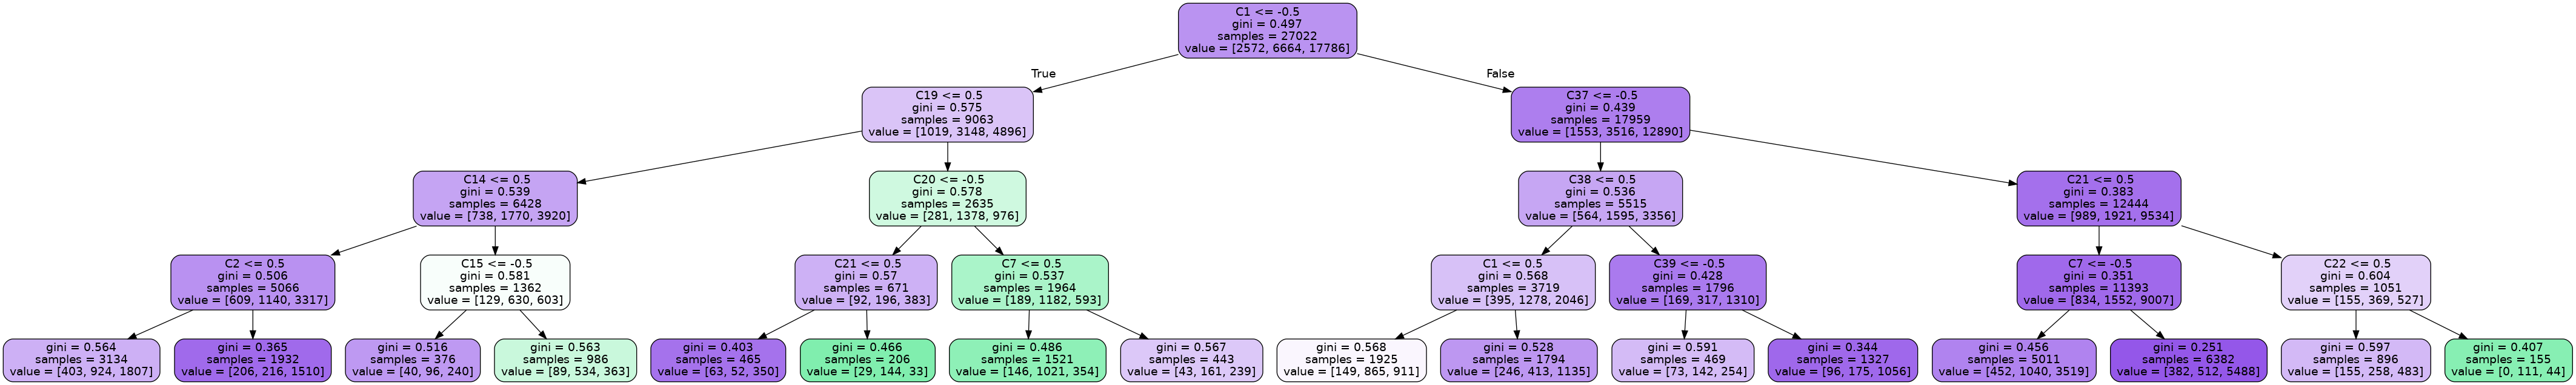 C1 <= -0.5
gini = 0.497
samples = 27022
value = [2572, 6664, 17786]
True
False
C19 <= 0.5
gini = 0.575
samples = 9063
value = [1019, 3148, 4896]
C37 <= -0.5
gini = 0.439
samples = 17959
value = [1553, 3516, 12890]
C14 <= 0.5
gini = 0.539
samples = 6428
value = [738, 1770, 3920]
C20 <= -0.5
gini = 0.578
samples = 2635
value = [281, 1378, 976]
C38 <= 0.5
gini = 0.536
samples = 5515
value = [564, 1595, 3356]
C21 <= 0.5
gini = 0.383
samples = 12444
value = [989, 1921, 9534]
C2 <= 0.5
gini = 0.506
samples = 5066
value = [609, 1140, 3317]
C15 <= -0.5
gini = 0.581
samples = 1362
value = [129, 630, 603]
C21 <= 0.5
gini = 0.57
samples = 671
value = [92, 196, 383]
C7 <= 0.5
gini = 0.537
samples = 1964
value = [189, 1182, 593]
C1 <= 0.5
gini = 0.568
samples = 3719
value = [395, 1278, 2046]
C39 <= -0.5
gini = 0.428
samples = 1796
value = [169, 317, 1310]
C7 <= -0.5
gini = 0.351
samples = 11393
value = [834, 1552, 9007]
C22 <= 0.5
gini = 0.604
samples = 1051
value = [155, 369, 527]
gini = 0.564
samples = 3134
value = [403, 924, 1807]
gini = 0.365
samples = 1932
value = [206, 216, 1510]
gini = 0.516
samples = 376
value = [40, 96, 240]
gini = 0.563
samples = 986
value = [89, 534, 363]
gini = 0.403
samples = 465
value = [63, 52, 350]
gini = 0.466
samples = 206
value = [29, 144, 33]
gini = 0.486
samples = 1521
value = [146, 1021, 354]
gini = 0.567
samples = 443
value = [43, 161, 239]
gini = 0.568
samples = 1925
value = [149, 865, 911]
gini = 0.528
samples = 1794
value = [246, 413, 1135]
gini = 0.591
samples = 469
value = [73, 142, 254]
gini = 0.344
samples = 1327
value = [96, 175, 1056]
gini = 0.456
samples = 5011
value = [452, 1040, 3519]
gini = 0.251
samples = 6382
value = [382, 512, 5488]
gini = 0.597
samples = 896
value = [155, 258, 483]
gini = 0.407
samples = 155
value = [0, 111, 44]